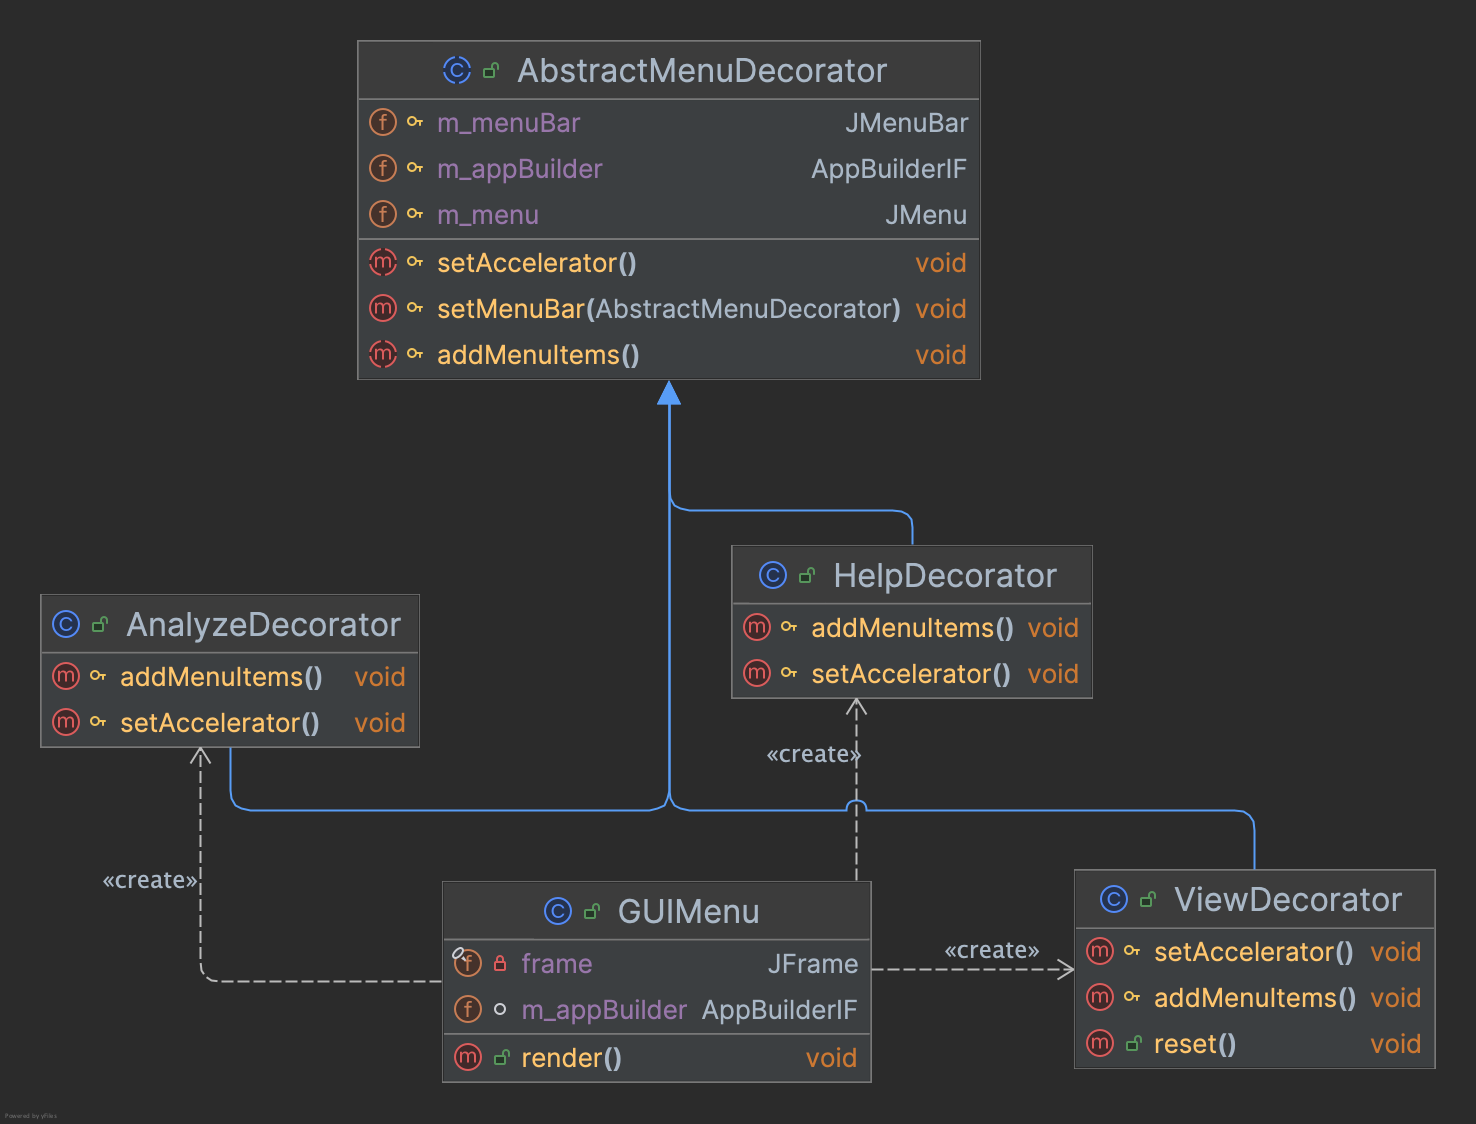 AbstractMenuDecorator
m_menuBar JMenuBar
m_appBuilder AppBuilderIF
m_menu JMenu
setAccelerator() void
setMenuBar(AbstractMenuDecorator) void
addMenuItems() void
HelpDecorator
addMenuItems() void
setAccelerator() void
AnalyzeDecorator
addMenuItems() void
setAccelerator() void
«create»
«create»
GUIMenu
frame JFrame
m_appBuilder AppBuilderIF
render() void
«create»
ViewDecorator
setAccelerator() void
addMenuItems() void
reset() void
Powered by yFiles